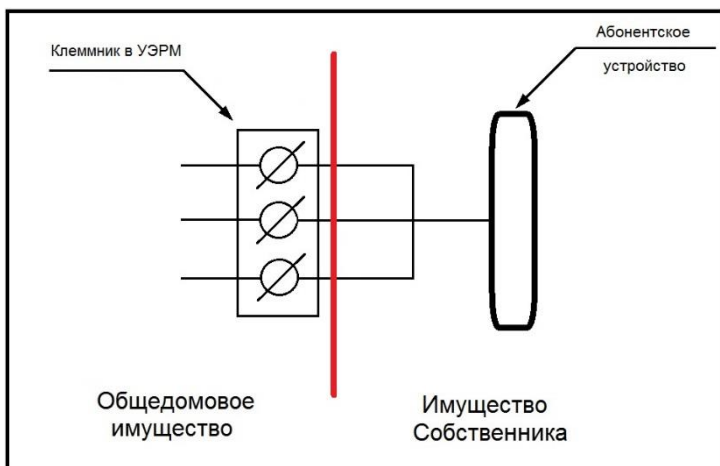 Клеммник в УЭРМ
Абонентское
устройство
Общедомовое
имущество
Имущество
Собственника